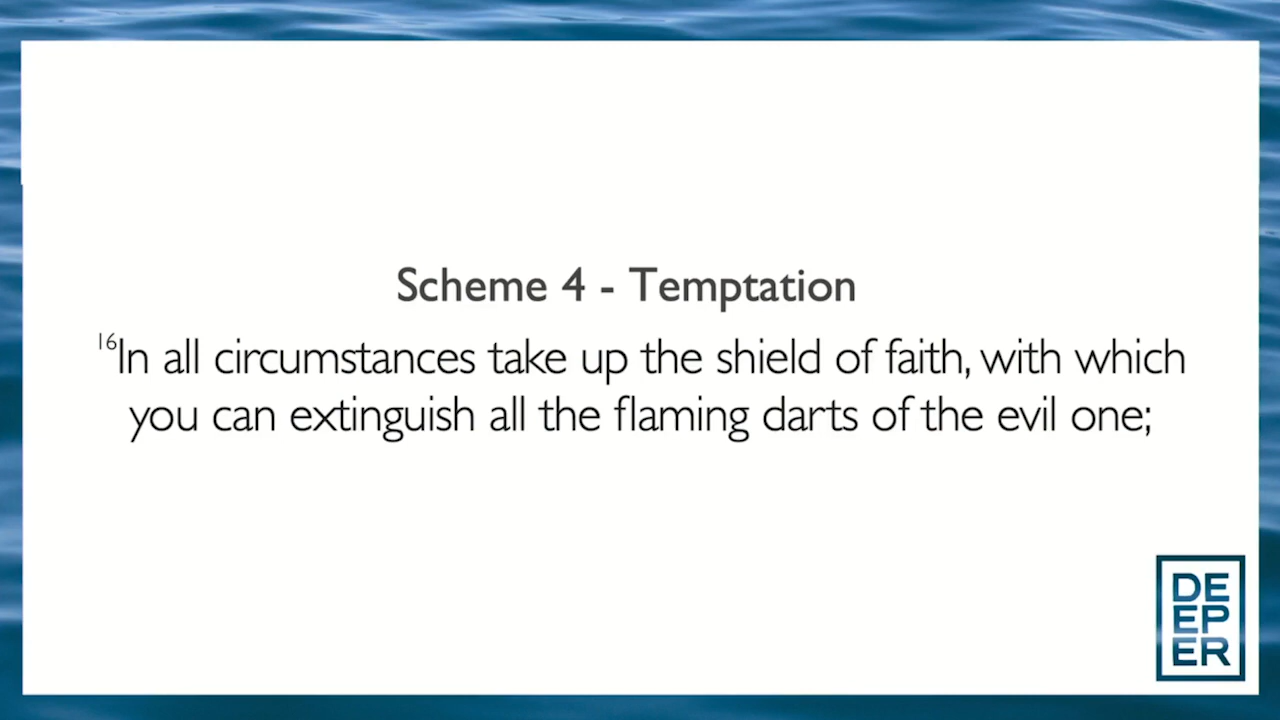 Scheme 4 - Temptation
16In all circumstances take up the shield of faith, with which
you can extinguish all the flaming darts of the evil one;
DE
EP
ER